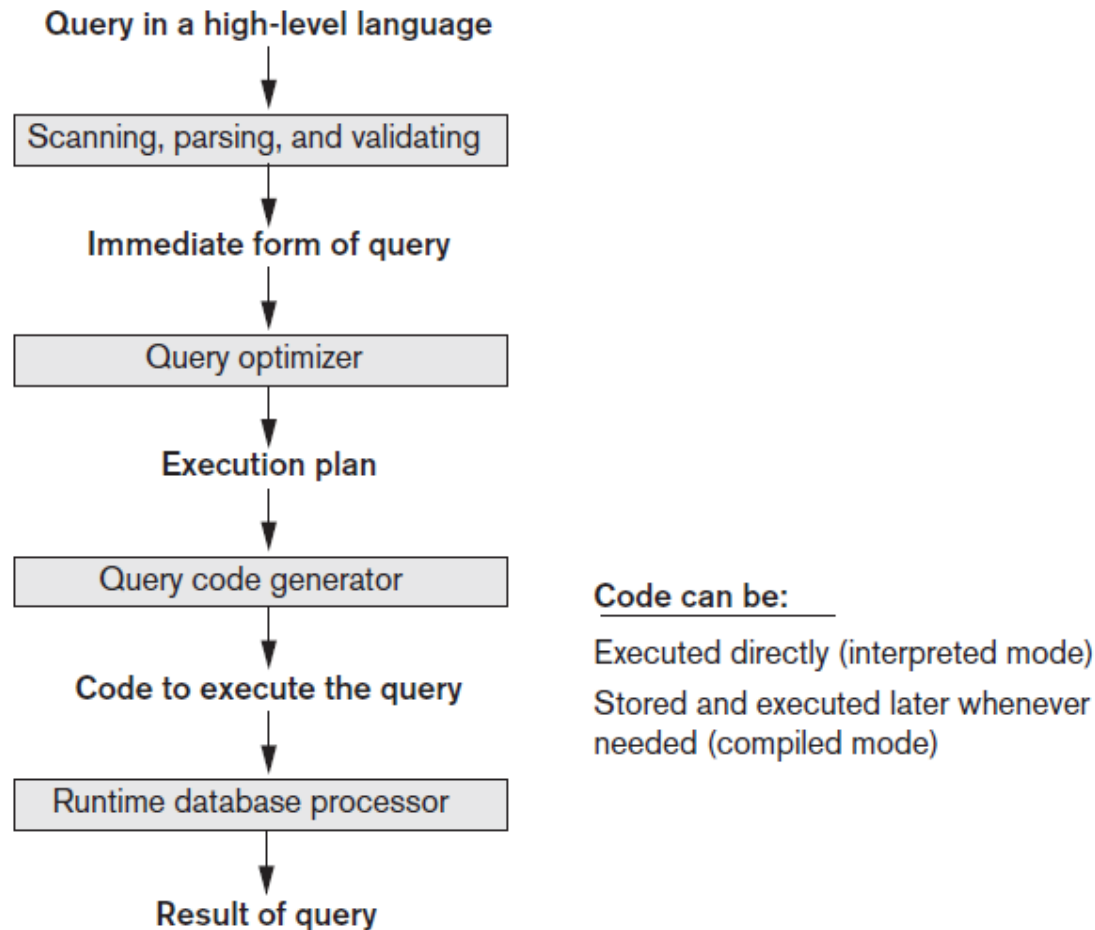 Query in a high-level language
Scanning, parsing, and validating
Immediate form of query
Query optimizer
Execution plan
Query code generator
Code to execute the query
Runtime database processor
Result of query
Code can be:
Executed directly (interpreted mode)
Stored and executed later whenever
needed (compiled mode)